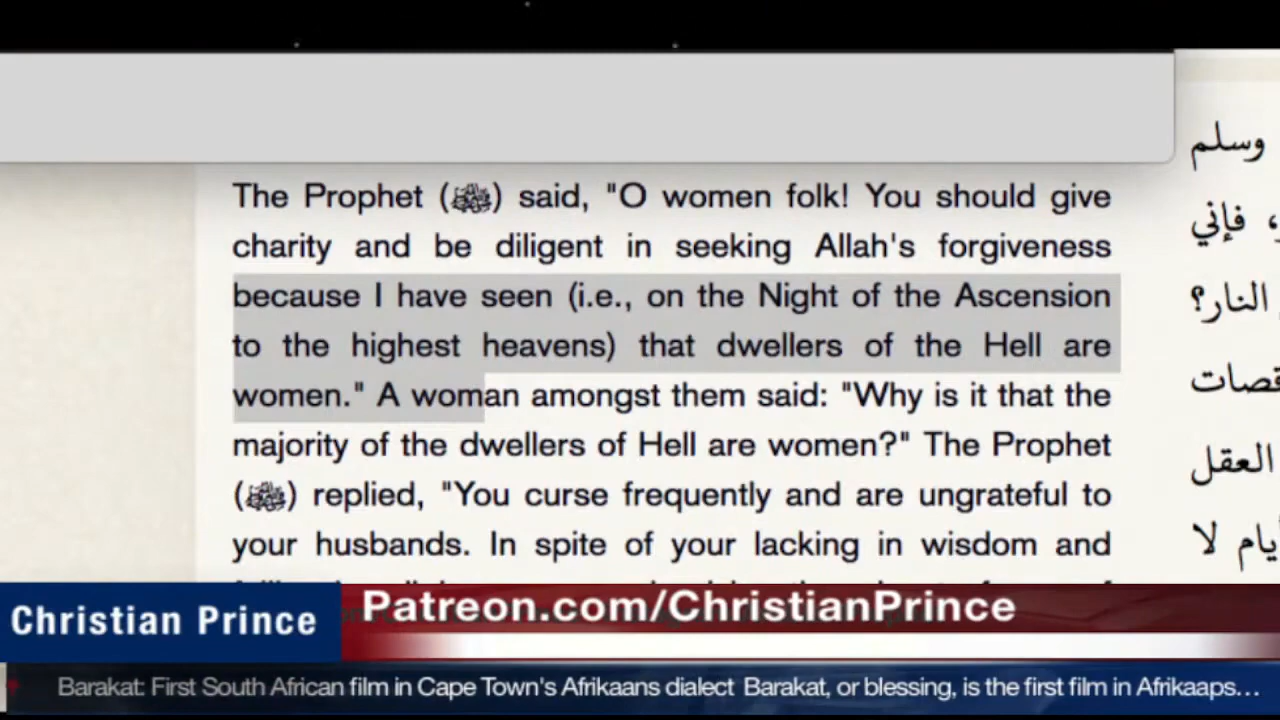 The Prophet (ﷺ) said, "O women folk! You should give
charity and be diligent in seeking Allah's forgiveness
because I have seen (i.e., on the Night of the Ascension
to the highest heavens) that dwellers of the Hell are
women." A woman amongst them said: "Why is it that the
majority of the dwellers of Hell are women?" The Prophet
(ﷺ) replied, "You curse frequently and are ungrateful to
your husbands. In spite of your lacking in wisdom and
وسلم
، فإني
النار؟
العقل
أيام لا
Christian Prince
Patreon.com/ChristianPrince
Barakat: First South African film in Cape Town's Afrikaans dialect Barakat, or blessing, is the first film in Afrikaaps…